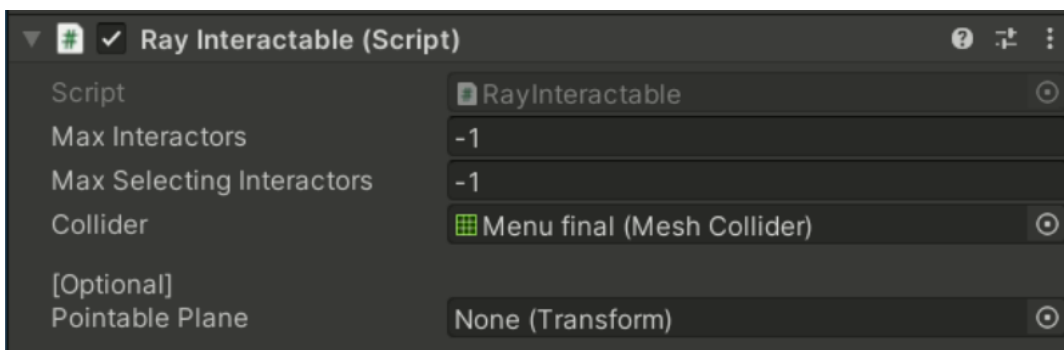 Ray Interactable (Script)
Script # RayInteractable
Max Interactors -1
Max Selecting Interactors -1
Collider Menu final (Mesh Collider)
[Optional]
Pointable Plane None (Transform)